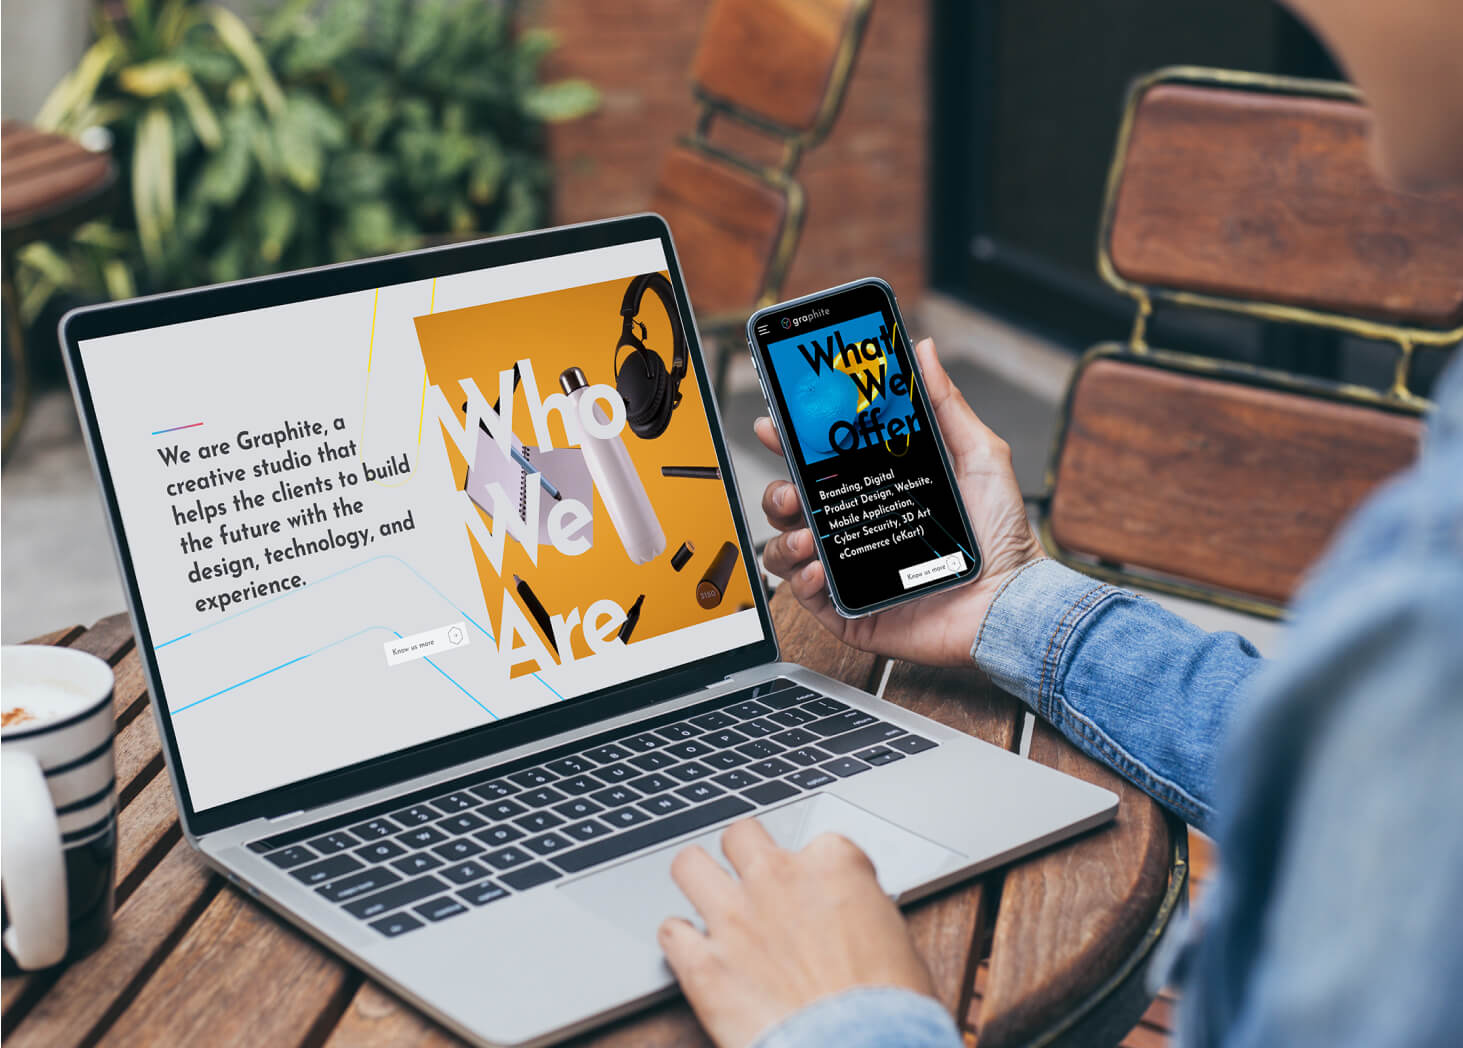 We are Graphite, a
creative studio that
helps the clients to build
the future with the
design, technology, and
experience.
Know us more
Who
We
Are
3150
graphite
What
We
Offer
Branding, Digital
Product Design, Website,
Mobile Application,
Cyber Security, 3D Art
eCommerce (eKart)
Know us more